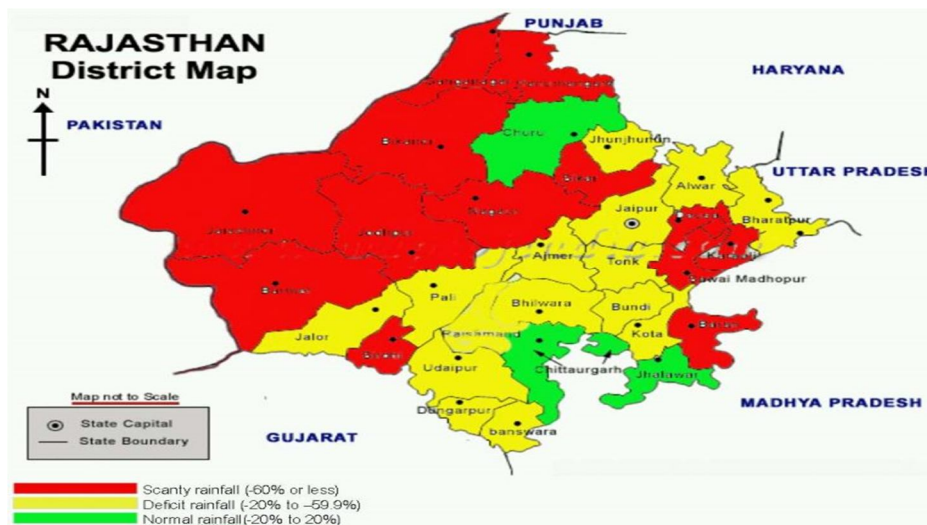 RAJASTHAN
District Map
PUNJAB
HARYANA
N
PAKISTAN
Churu
Jhunjhunun
UTTAR PRADESH
Alwar
Bikaner
Jaipur
Nagaur
Bharatpur
Jaisalmer
Jodhpur
Ajmer
Tonk
Sawai Madhopur
Barmer
Pali
Bhilwara
Bundi
Kota
Baran
Jalor
Sirohi
Udaipur
Chittaurgarh
Jhalawar
Dungarpur
banswara
MADHYA PRADESH
GUJARAT
Map not to Scale
State Capital
State Boundary
Scanty rainfall (-60% or less)
Deficit rainfall (-20% to –59.9%)
Normal rainfall(-20% to 20%)